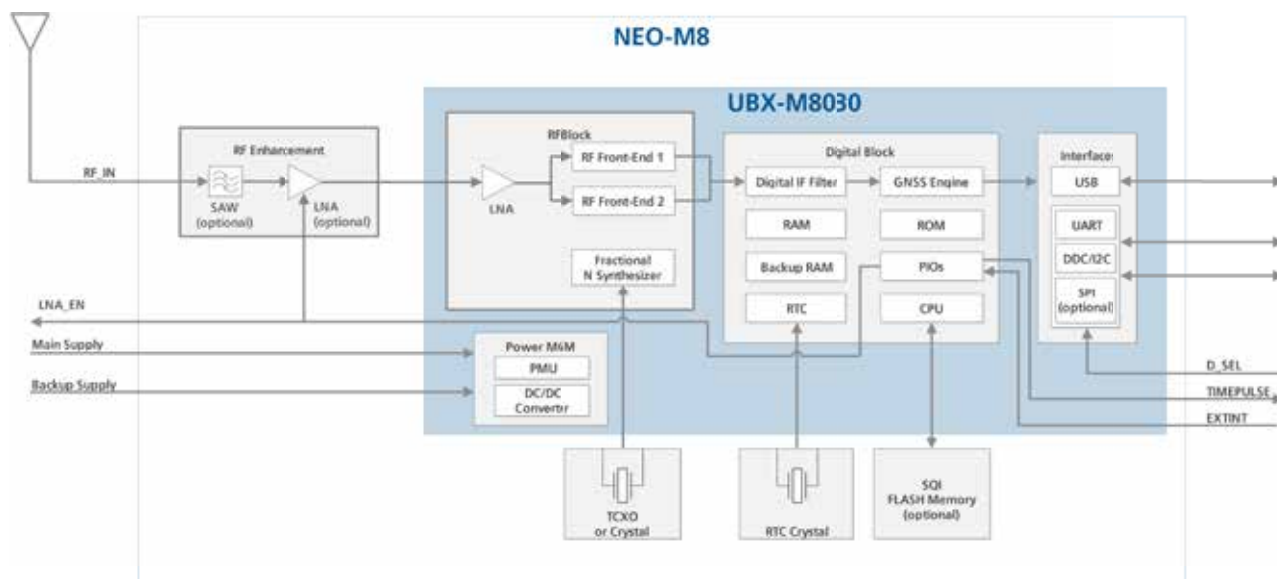 NEO-M8
UBX-M8030
RF_IN
RF Enhancement
SAW
(optional)
LNA
(optional)
RFBlock
LNA
RF Front-End 1
RF Front-End 2
Fractional
N Synthesizer
Digital Block
Digital IF Filter
GNSS Engine
RAM
ROM
Backup RAM
PIOs
RTC
CPU
Interface
USB
UART
DDC/I2C
SPI
(optional)
LNA_EN
Main Supply
Backup Supply
Power MGM
PMU
DC/DC
Converter
D_SEL
TIMEPULSE
EXTINT
TCXO
or Crystal
RTC Crystal
SQI
FLASH Memory
(optional)